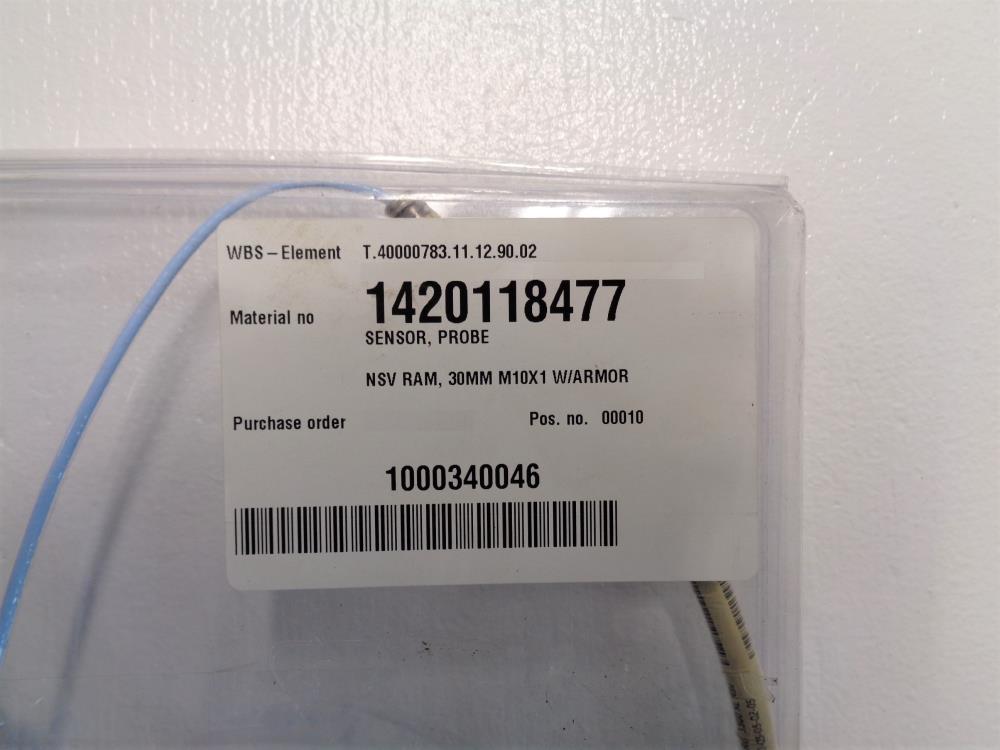 WBS – Element T.40000783.11.12.90.02
Material no 1420118477
SENSOR, PROBE
NSV RAM, 30MM M10X1 W/ARMOR
Purchase order Pos. no. 00010
1000340046